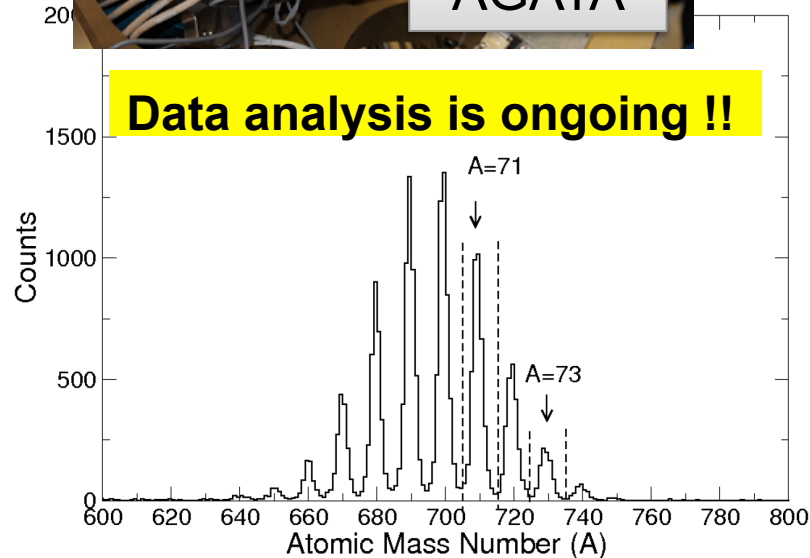 AGATA
Data analysis is ongoing !!
200
1500
1000
500
0
Counts
A=71
A=73
600 620 640 660 680 700 720 740 760 780 800
Atomic Mass Number (A)